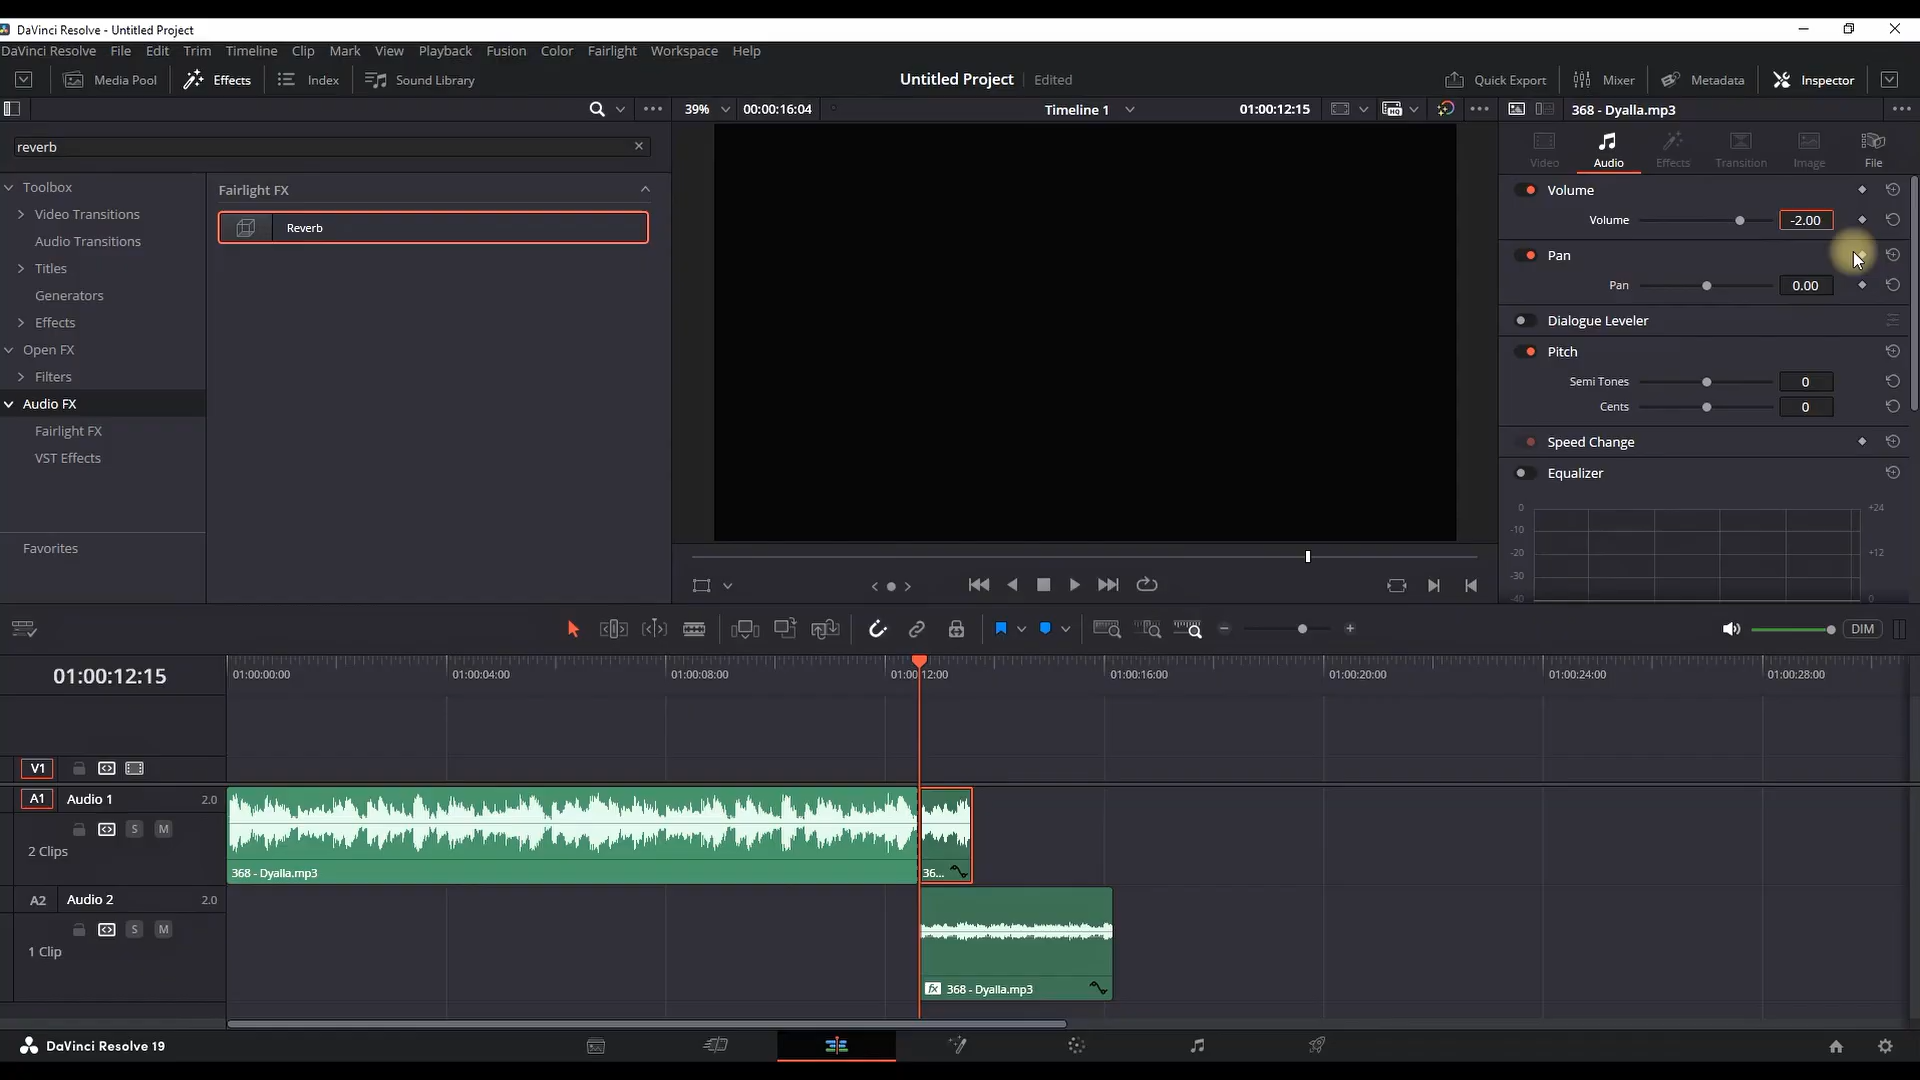 DaVinci Resolve - Untitled Project
DaVinci Resolve File Edit Trim Timeline Clip Mark View Playback Fusion Color Fairlight Workspace Help
Media Pool Effects Index Sound Library Untitled Project Edited Quick Export Mixer Metadata Inspector
39% 00:00:16:04 Timeline 1 01:00:12:15 HQ 368 - Dyalla.mp3
reverb
Video Audio Effects Transition Image File
Toolbox
Fairlight FX
Reverb
Video Transitions
Audio Transitions
Titles
Generators
Effects
Open FX
Filters
Audio FX
Fairlight FX
VST Effects
Favorites
Volume
Volume -2.00
Pan
Pan 0.00
Dialogue Leveler
Pitch
Semi Tones 0
Cents 0
Speed Change
Equalizer
0 +24
-10
-20 +12
-30
-40 0
DIM
01:00:12:15
01:00:00:00 01:00:04:00 01:00:08:00 01:00:12:00 01:00:16:00 01:00:20:00 01:00:24:00 01:00:28:00
V1
A1 Audio 1 2.0
S M
2 Clips
368 - Dyalla.mp3 36...
A2 Audio 2 2.0
S M
1 Clip
fx 368 - Dyalla.mp3
DaVinci Resolve 19